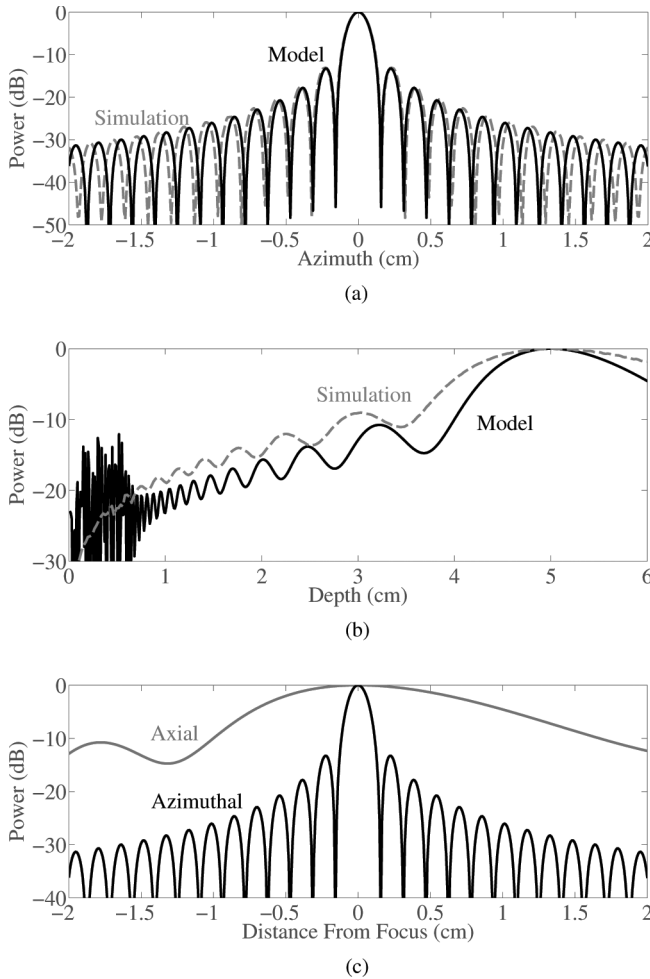 0
−10
−20
−30
−40
−50
Power (dB)
Model
Simulation
−2 −1.5 −1 −0.5 0 0.5 1 1.5 2
Azimuth (cm)
(a)
0
−10
−20
−30
Power (dB)
Simulation
Model
0 1 2 3 4 5 6
Depth (cm)
(b)
0
−10
−20
−30
−40
Power (dB)
Axial
Azimuthal
−2 −1.5 −1 −0.5 0 0.5 1 1.5 2
Distance From Focus (cm)
(c)